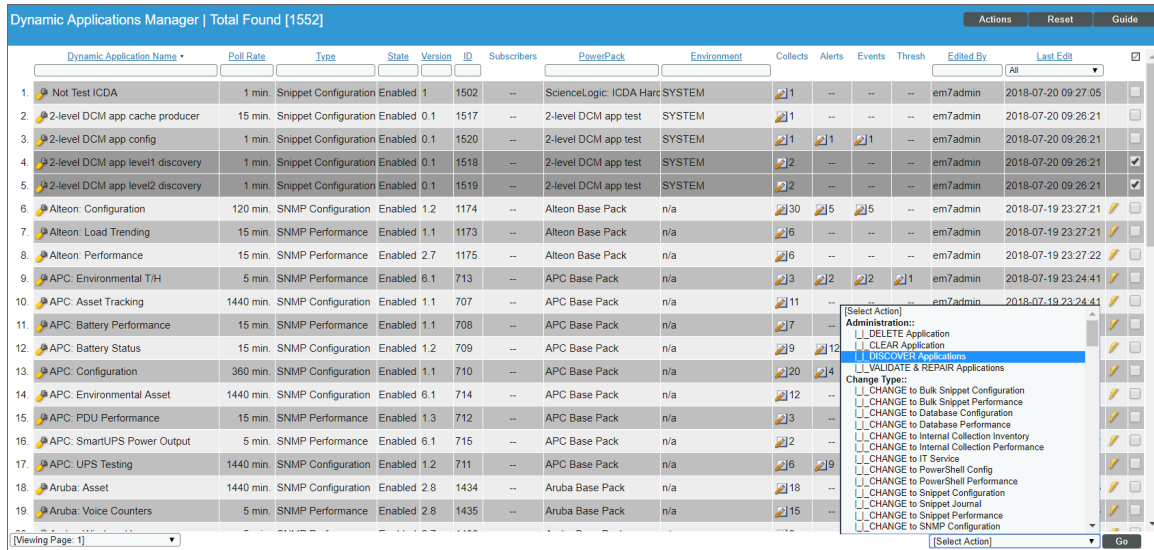 Dynamic Applications Manager | Total Found [1552] Actions Reset Guide
Dynamic Application Name Poll Rate Type State Version ID Subscribers PowerPack Environment Collects Alerts Events Thresh Edited By Last Edit
All
1. Not Test ICDA 1 min. Snippet Configuration Enabled 1 1502 -- ScienceLogic: ICDA Hard SYSTEM 1 -- -- -- em7admin 2018-07-20 09:27:05
2. 2-level DCM app cache producer 15 min. Snippet Configuration Enabled 0.1 1517 -- 2-level DCM app test SYSTEM 1 -- -- -- em7admin 2018-07-20 09:26:21
3. 2-level DCM app config 1 min. Snippet Configuration Enabled 0.1 1520 -- 2-level DCM app test SYSTEM 1 1 1 -- em7admin 2018-07-20 09:26:21
4. 2-level DCM app level1 discovery 1 min. Snippet Configuration Enabled 0.1 1518 -- 2-level DCM app test SYSTEM 2 -- -- -- em7admin 2018-07-20 09:26:21
5. 2-level DCM app level2 discovery 1 min. Snippet Configuration Enabled 0.1 1519 -- 2-level DCM app test SYSTEM 2 -- -- -- em7admin 2018-07-20 09:26:21
6. Alteon: Configuration 120 min. SNMP Configuration Enabled 1.2 1174 -- Alteon Base Pack n/a 30 5 5 -- em7admin 2018-07-19 23:27:21
7. Alteon: Load Trending 15 min. SNMP Performance Enabled 1.1 1173 -- Alteon Base Pack n/a 6 -- -- -- em7admin 2018-07-19 23:27:21
8. Alteon: Performance 15 min. SNMP Performance Enabled 2.7 1175 -- Alteon Base Pack n/a 6 -- -- -- em7admin 2018-07-19 23:27:22
9. APC: Environmental T/H 5 min. SNMP Performance Enabled 6.1 713 -- APC Base Pack n/a 3 2 2 1 em7admin 2018-07-19 23:24:41
10. APC: Asset Tracking 1440 min. SNMP Configuration Enabled 1.1 707 -- APC Base Pack n/a 11 -- -- -- em7admin 2018-07-19 23:24:41
11. APC: Battery Performance 15 min. SNMP Performance Enabled 1.1 708 -- APC Base Pack n/a 7 --
12. APC: Battery Status 15 min. SNMP Configuration Enabled 1.2 709 -- APC Base Pack n/a 9 12
13. APC: Configuration 360 min. SNMP Configuration Enabled 1.1 710 -- APC Base Pack n/a 20 4
14. APC: Environmental Asset 1440 min. SNMP Configuration Enabled 6.1 714 -- APC Base Pack n/a 12 --
15. APC: PDU Performance 15 min. SNMP Performance Enabled 1.3 712 -- APC Base Pack n/a 3 --
16. APC: SmartUPS Power Output 5 min. SNMP Performance Enabled 6.1 715 -- APC Base Pack n/a 2 --
17. APC: UPS Testing 1440 min. SNMP Configuration Enabled 1.2 711 -- APC Base Pack n/a 6 9
18. Aruba: Asset 1440 min. SNMP Configuration Enabled 2.8 1434 -- Aruba Base Pack n/a 18 --
19. Aruba: Voice Counters 5 min. SNMP Performance Enabled 2.8 1435 -- Aruba Base Pack n/a 15 --
[Select Action]
Administration::
|_|_DELETE Application
|_|_CLEAR Application
|_|_DISCOVER Applications
|_|_VALIDATE & REPAIR Applications
Change Type::
|_|_CHANGE to Bulk Snippet Configuration
|_|_CHANGE to Bulk Snippet Performance
|_|_CHANGE to Database Configuration
|_|_CHANGE to Database Performance
|_|_CHANGE to Internal Collection Inventory
|_|_CHANGE to Internal Collection Performance
|_|_CHANGE to IT Service
|_|_CHANGE to PowerShell Config
|_|_CHANGE to PowerShell Performance
|_|_CHANGE to Snippet Configuration
|_|_CHANGE to Snippet Journal
|_|_CHANGE to Snippet Performance
|_|_CHANGE to SNMP Configuration
[Viewing Page: 1] [Select Action] Go